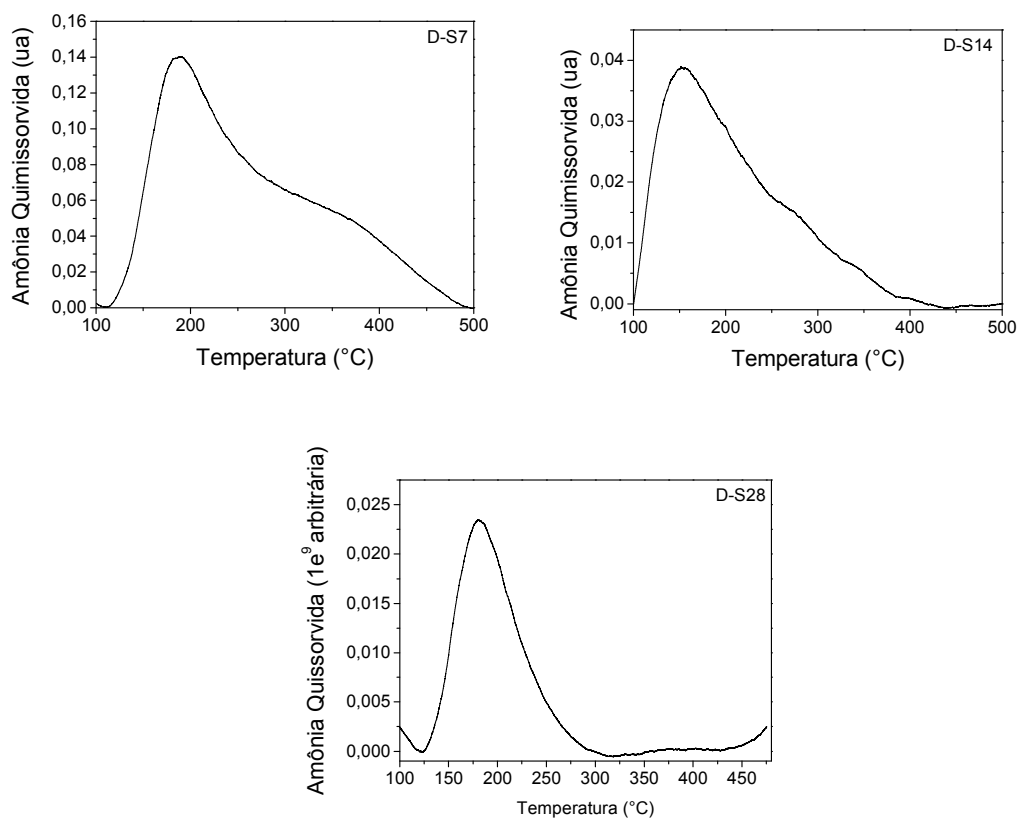 D-S7
Amônia Quimissorvida (ua)
0,16
0,14
0,12
0,10
0,08
0,06
0,04
0,02
0,00
100 200 300 400 500
Temperatura (°C)
D-S14
Amônia Quimissorvida (ua)
0,04
0,03
0,02
0,01
0,00
100 200 300 400 500
Temperatura (°C)
D-S28
Amônia Quissorvida (1e⁹ arbitrária)
0,025
0,020
0,015
0,010
0,005
0,000
100 150 200 250 300 350 400 450
Temperatura (°C)